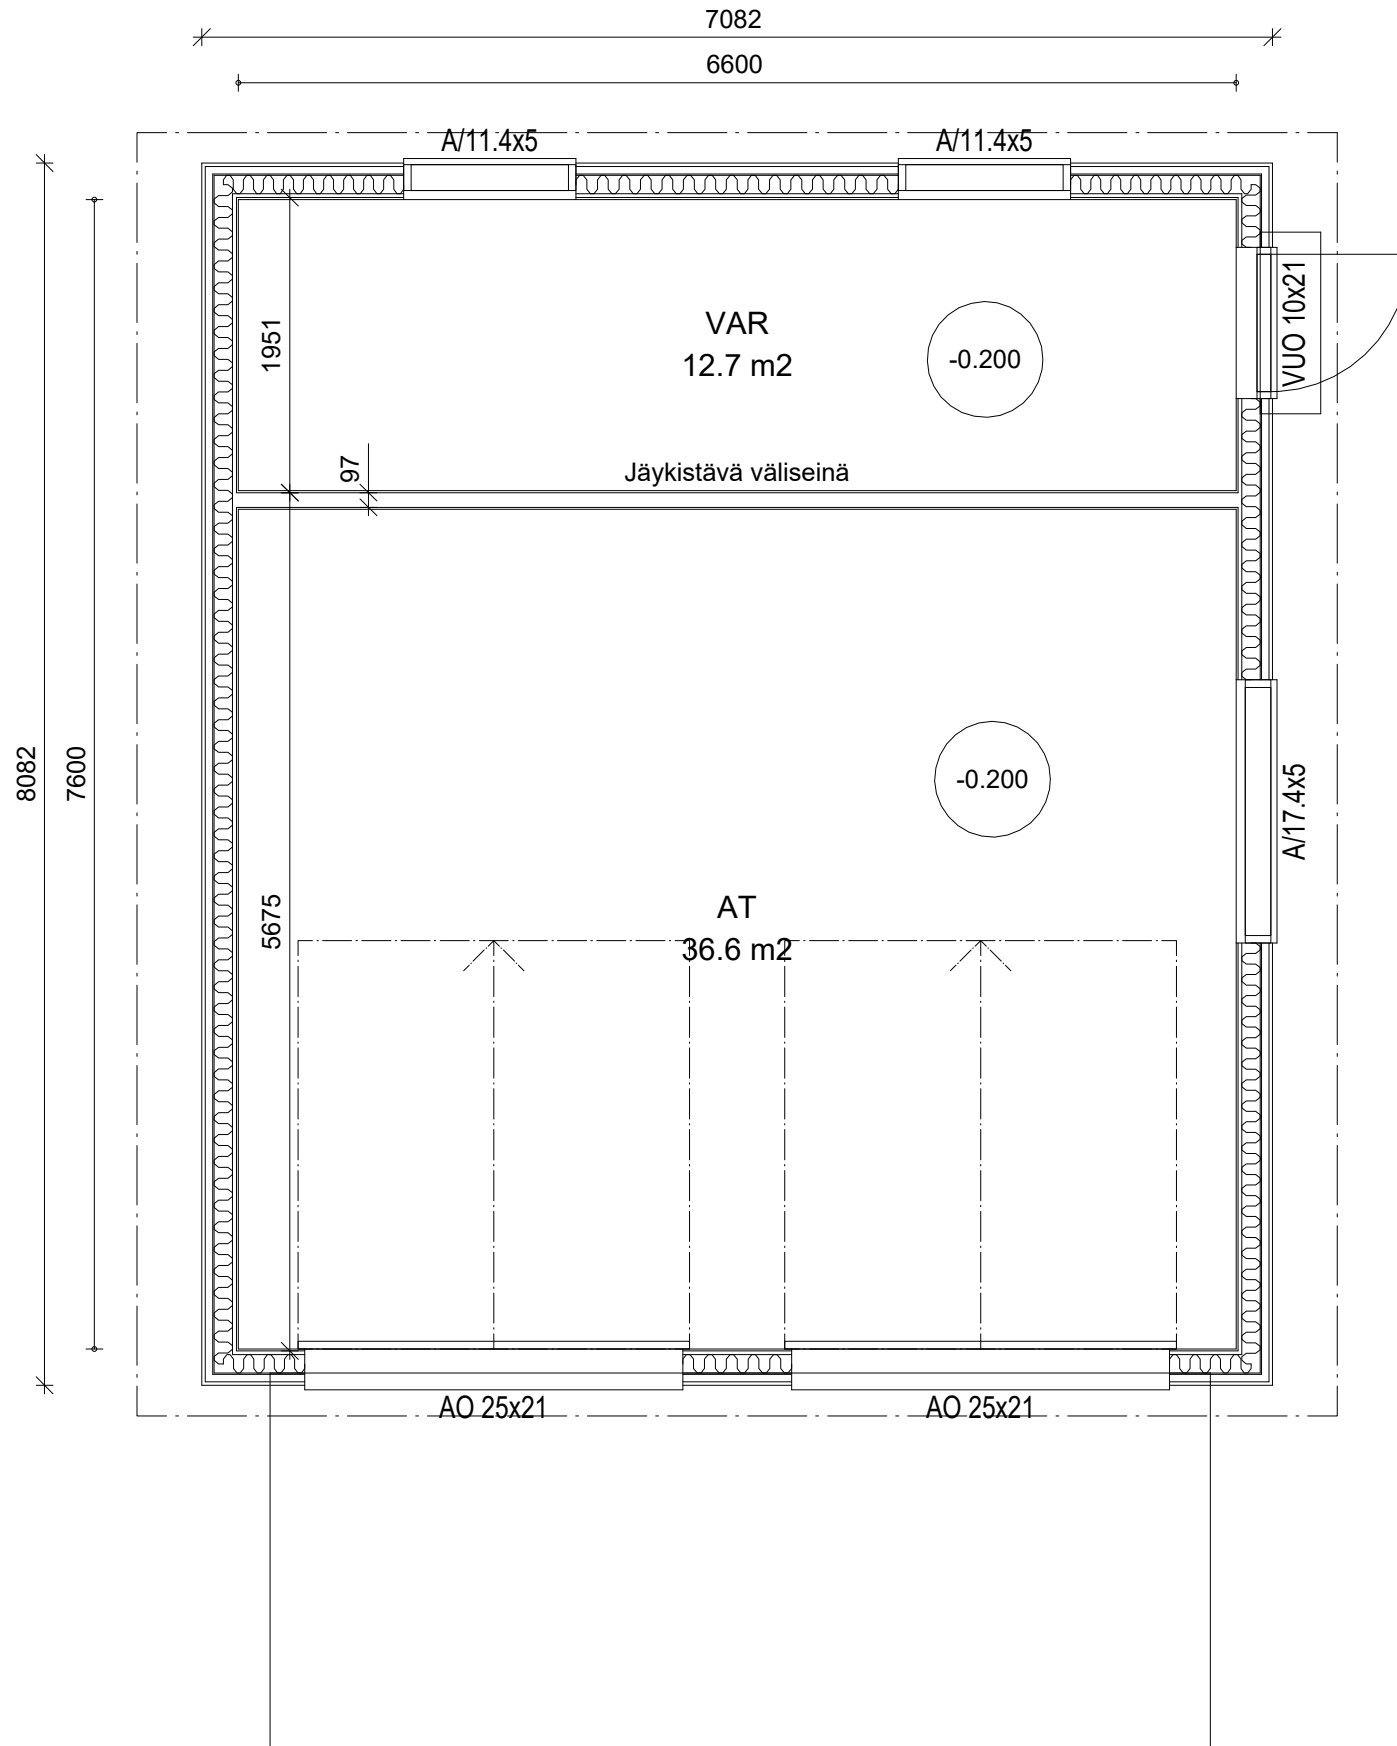 7082
6600
A/11.4x5
A/11.4x5
VUO 10x21
VAR
12.7 m2
-0.200
1951
97
Jäykistävä väliseinä
8082
7600
-0.200
A/17.4x5
5675
AT
36.6 m2
AO 25x21
AO 25x21